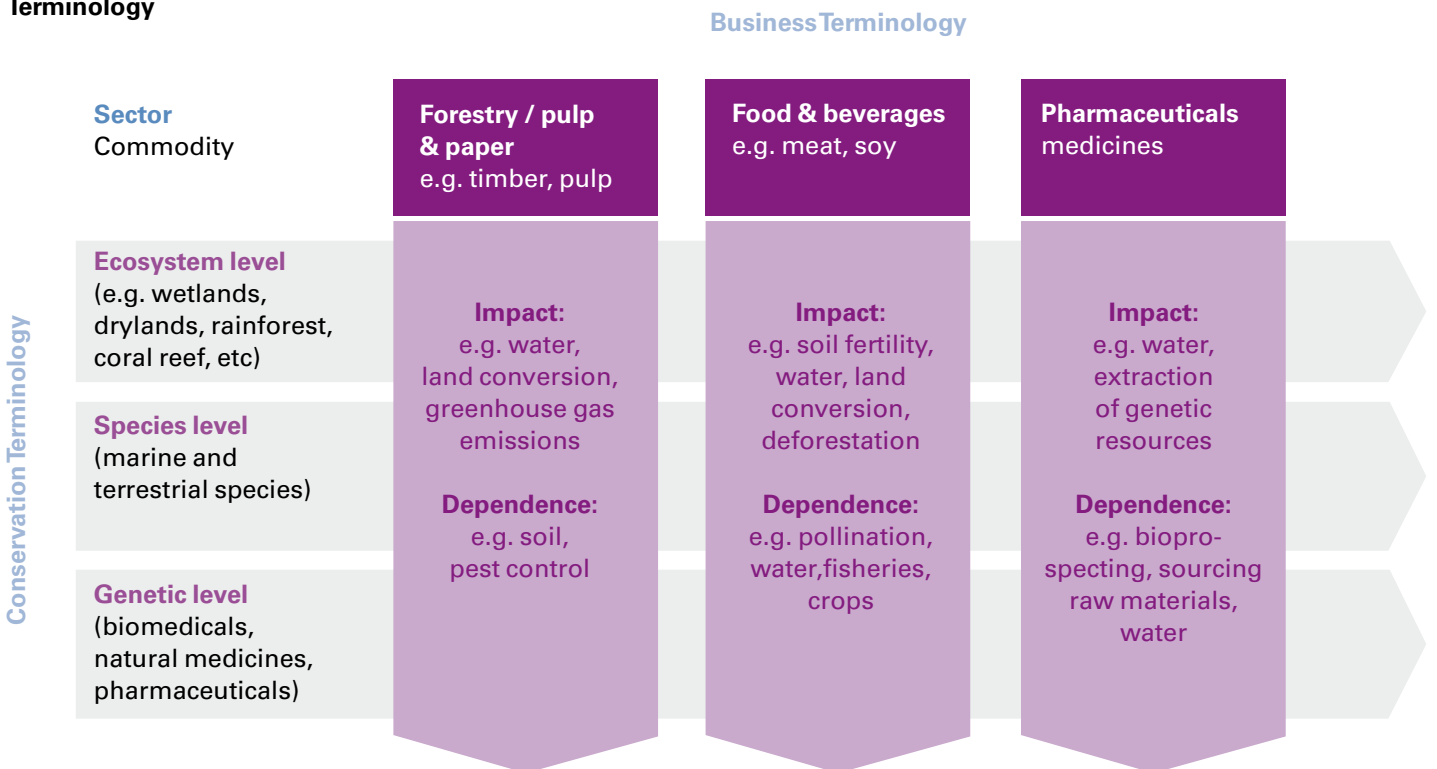 Terminology
Business Terminology
Sector
Commodity
Forestry / pulp
& paper
e.g. timber, pulp
Food & beverages
e.g. meat, soy
Pharmaceuticals
medicines
Conservation Terminology
Ecosystem level
(e.g. wetlands,
drylands, rainforest,
coral reef, etc)
Species level
(marine and
terrestrial species)
Genetic level
(biomedicals,
natural medicines,
pharmaceuticals)
Impact:
e.g. water,
land conversion,
greenhouse gas
emissions
Dependence:
e.g. soil,
pest control
Impact:
e.g. soil fertility,
water, land
conversion,
deforestation
Dependence:
e.g. pollination,
water,fisheries,
crops
Impact:
e.g. water,
extraction
of genetic
resources
Dependence:
e.g. biopro-
specting, sourcing
raw materials,
water